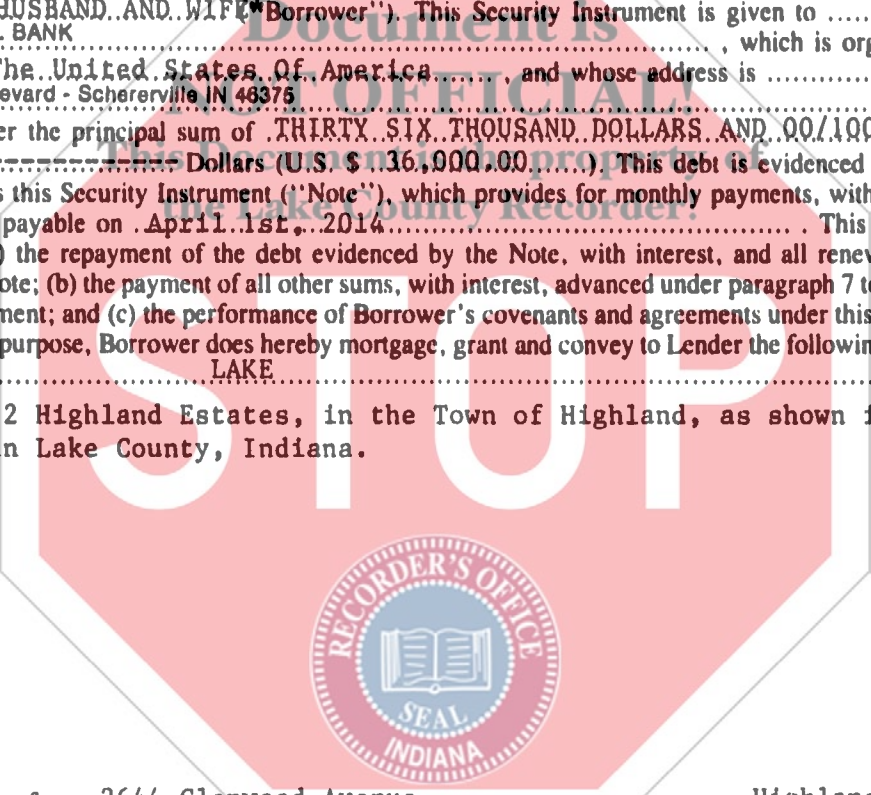 HUSBAND AND WIFE "Borrower"). This Security Instrument is given to .....
BANK
Document is
..............., which is org
The United States Of America......, and whose address is ............
NOT OFFICIAL!
evard - Schererville IN 46375
er the principal sum of .THIRTY SIX THOUSAND DOLLARS AND 00/100
This Document is the property of
----------------- Dollars (U.S. $ ..36,000.00......). This debt is evidenced
s this Security Instrument ("Note"), which provides for monthly payments, with
the Lake County Recorder!
payable on .April 1st, 2014............................................... . This
) the repayment of the debt evidenced by the Note, with interest, and all renew
ote; (b) the payment of all other sums, with interest, advanced under paragraph 7 to
ment; and (c) the performance of Borrower's covenants and agreements under this
purpose, Borrower does hereby mortgage, grant and convey to Lender the followin
LAKE
2 Highland Estates, in the Town of Highland, as shown i
n Lake County, Indiana.
STOP
RECORDER'S OFFICE
SEAL
INDIANA
Avenue